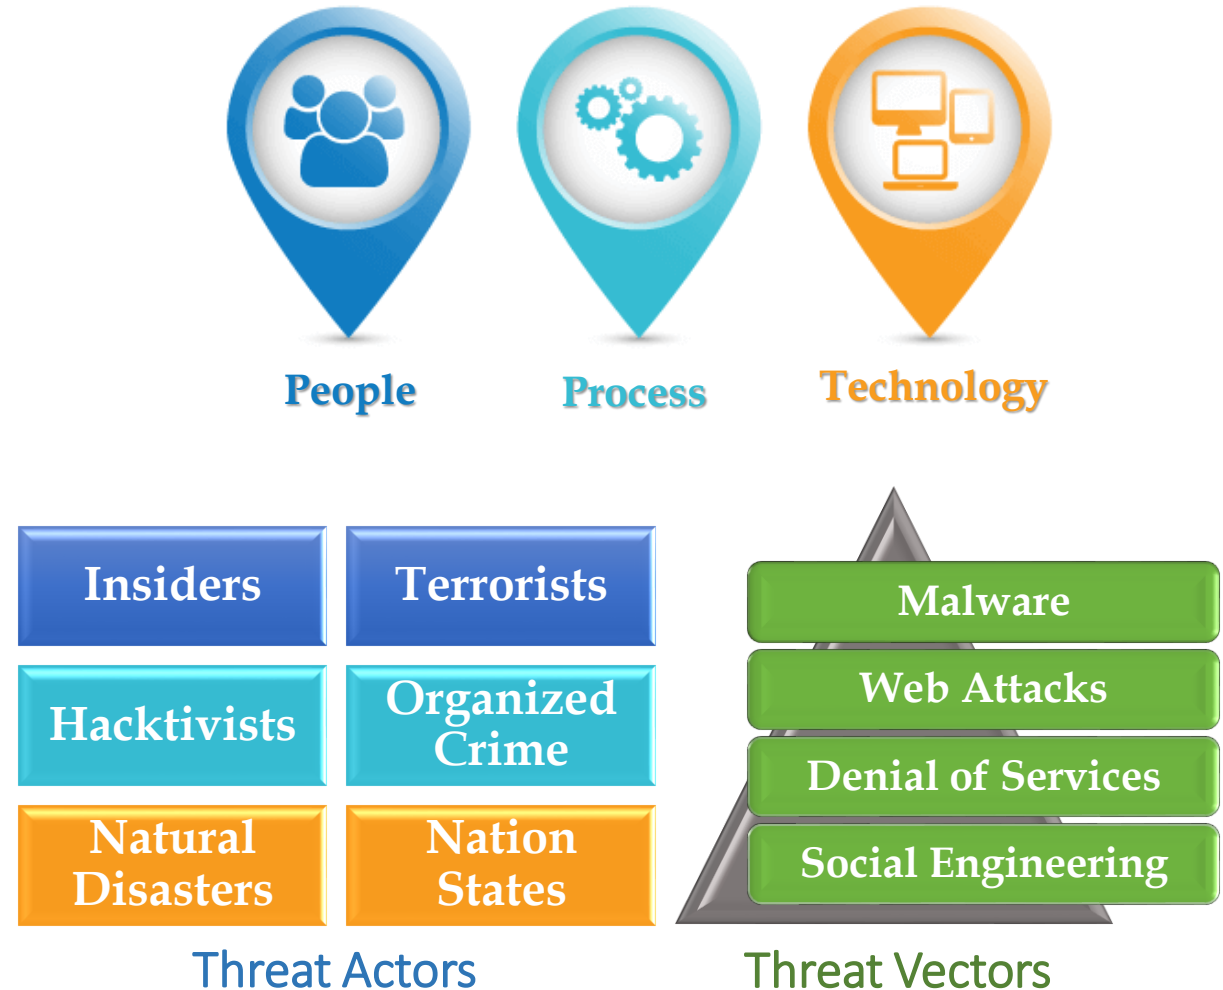 People
Process
Technology
Insiders
Terrorists
Hacktivists
Organized
Crime
Natural
Disasters
Nation
States
Threat Actors
Malware
Web Attacks
Denial of Services
Social Engineering
Threat Vectors